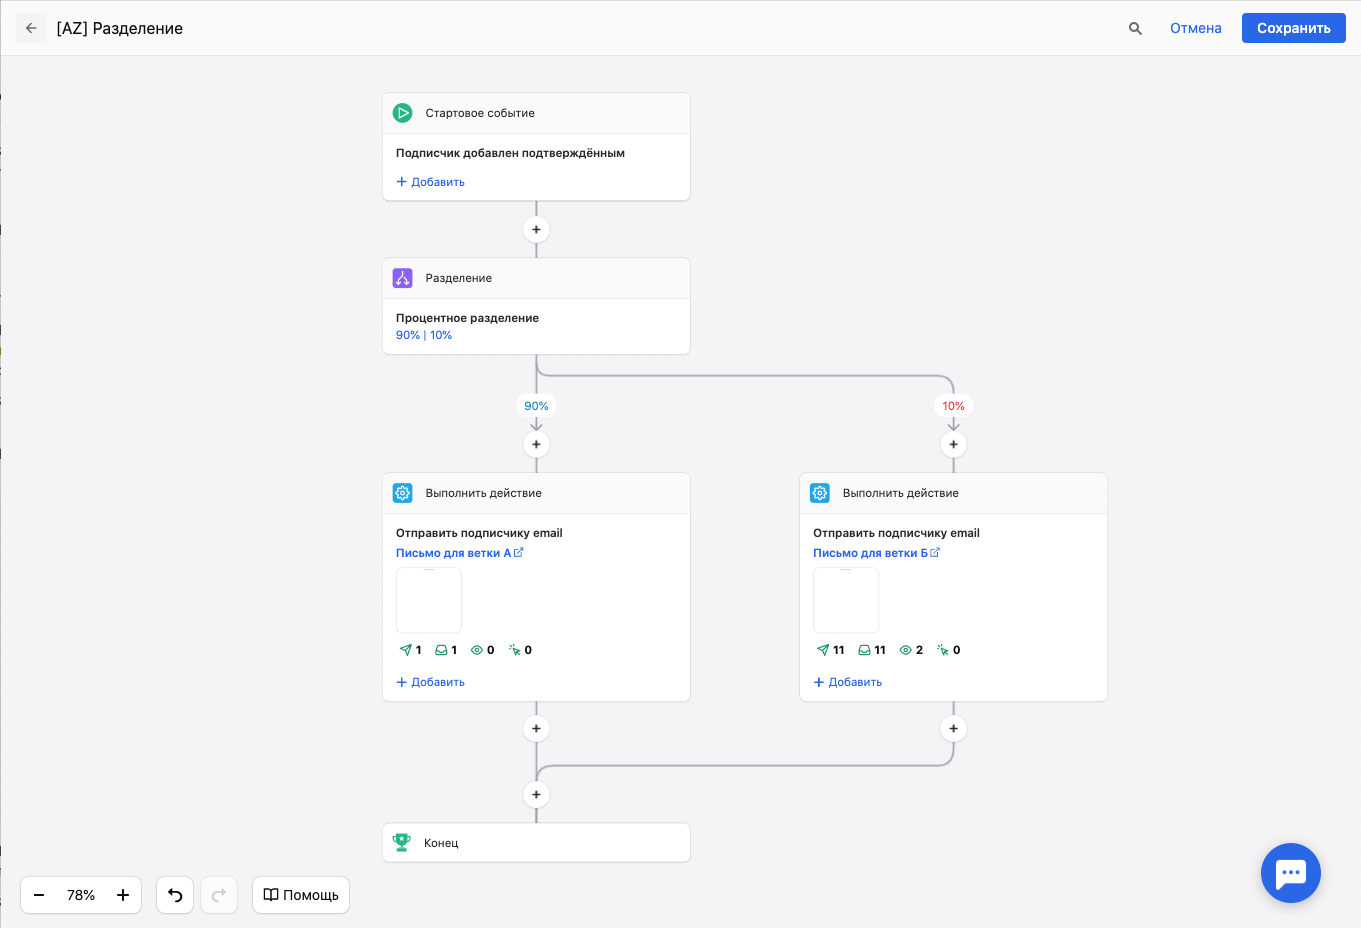 [AZ] Разделение
Отмена
Сохранить
Стартовое событие
Подписчик добавлен подтверждённым
+ Добавить
Разделение
Процентное разделение
90% | 10%
90%
10%
Выполнить действие
Отправить подписчику email
Письмо для ветки А
1 1 0 0
+ Добавить
Выполнить действие
Отправить подписчику email
Письмо для ветки Б
11 11 2 0
+ Добавить
Конец
78%
Помощь